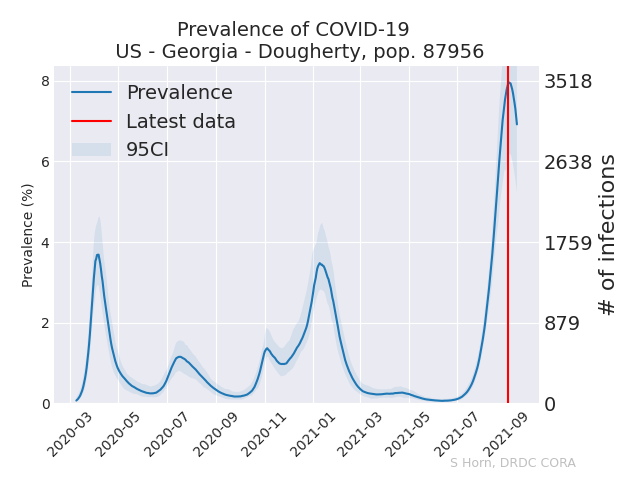 Prevalence of COVID-19
US - Georgia - Dougherty, pop. 87956
Prevalence
Latest data
95CI
Prevalence (%)
8
6
4
2
0
3518
2638
1759
879
0
# of infections
2020-03
2020-05
2020-07
2020-09
2020-11
2021-01
2021-03
2021-05
2021-07
2021-09
S Horn, DRDC CORA